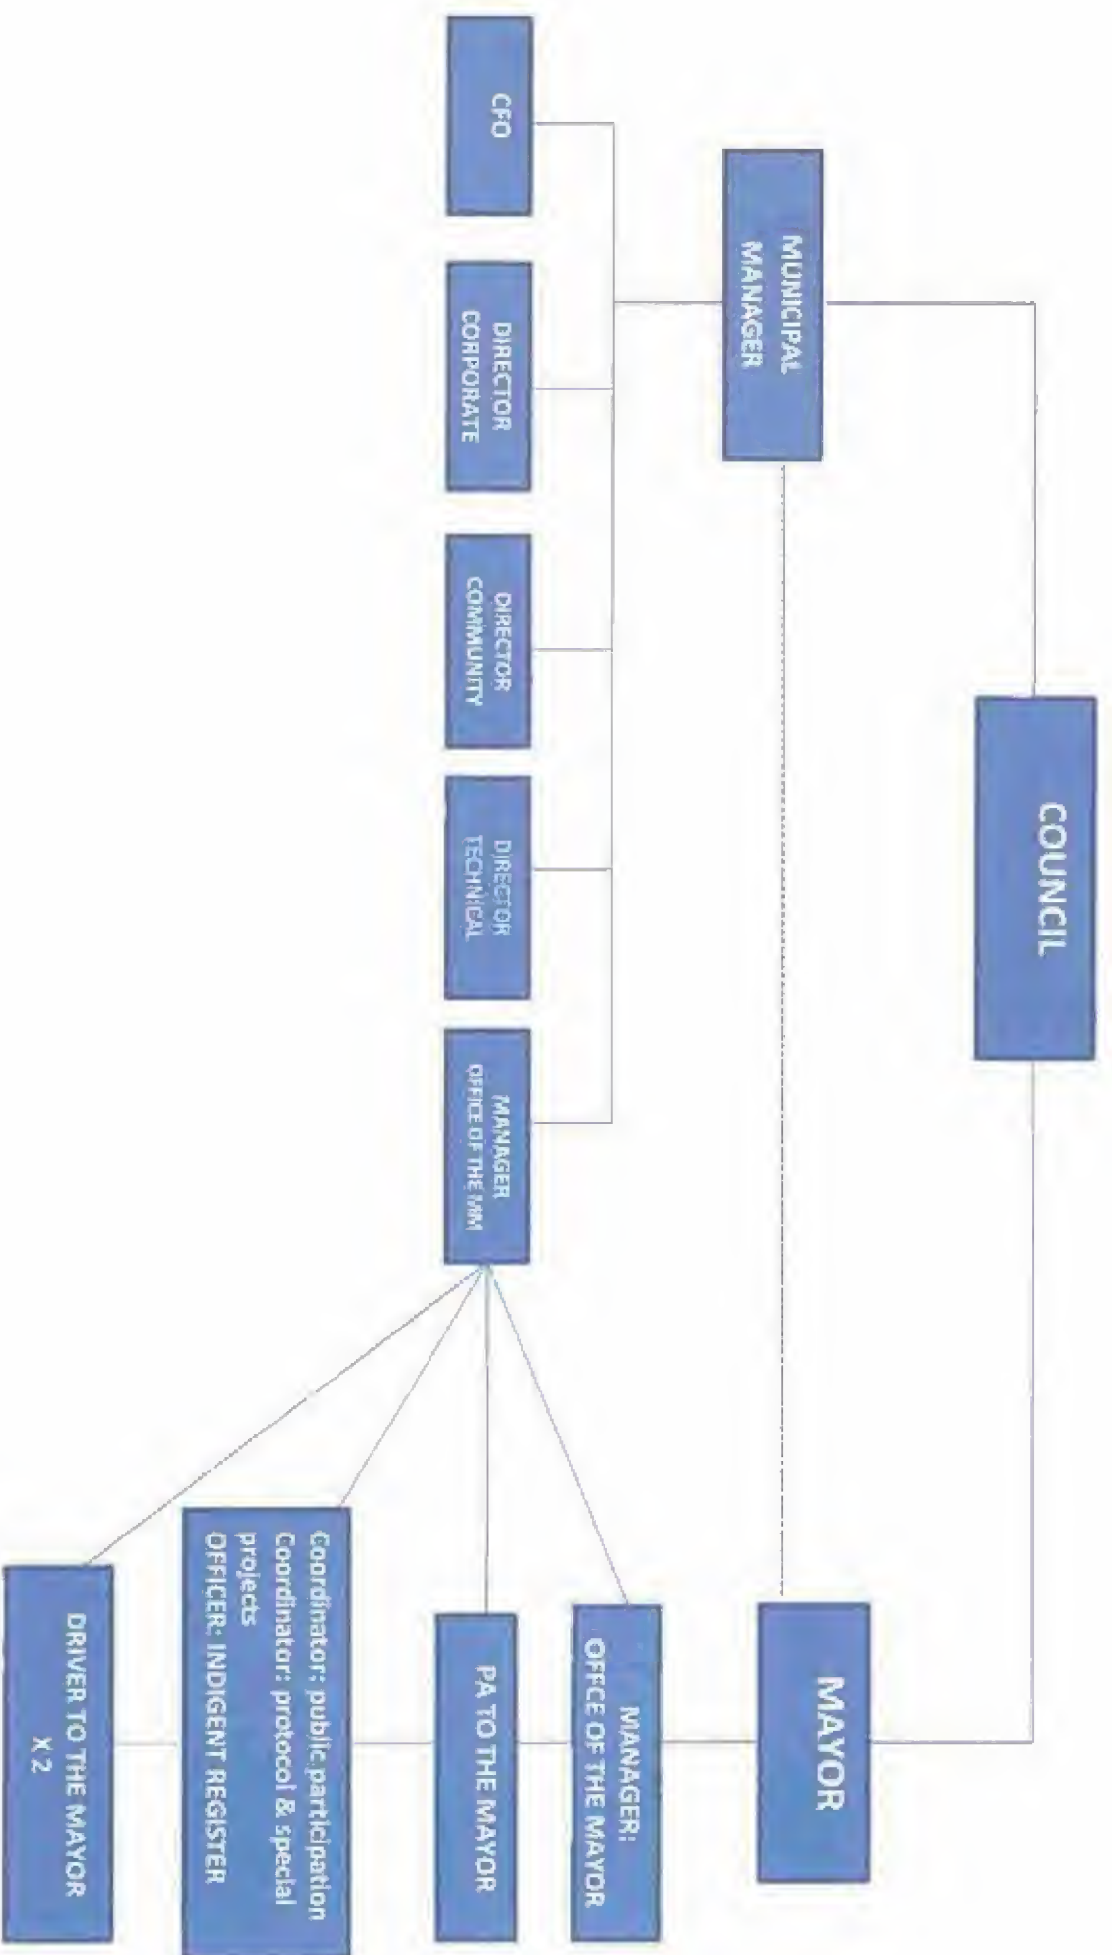 COUNCIL
MUNICIPAL
MANAGER
MAYOR
CFO
DIRECTOR
CORPORATE
DIRECTOR
COMMUNITY
DIRECTOR
TECHNICAL
MANAGER
OFFICE OF THE MM
MANAGER:
OFFCE OF THE MAYOR
PA TO THE MAYOR
Coordinator: public participation
Coordinator: protocol & special
projects
OFFICER: INDIGENT REGISTER
DRIVER TO THE MAYOR
X 2